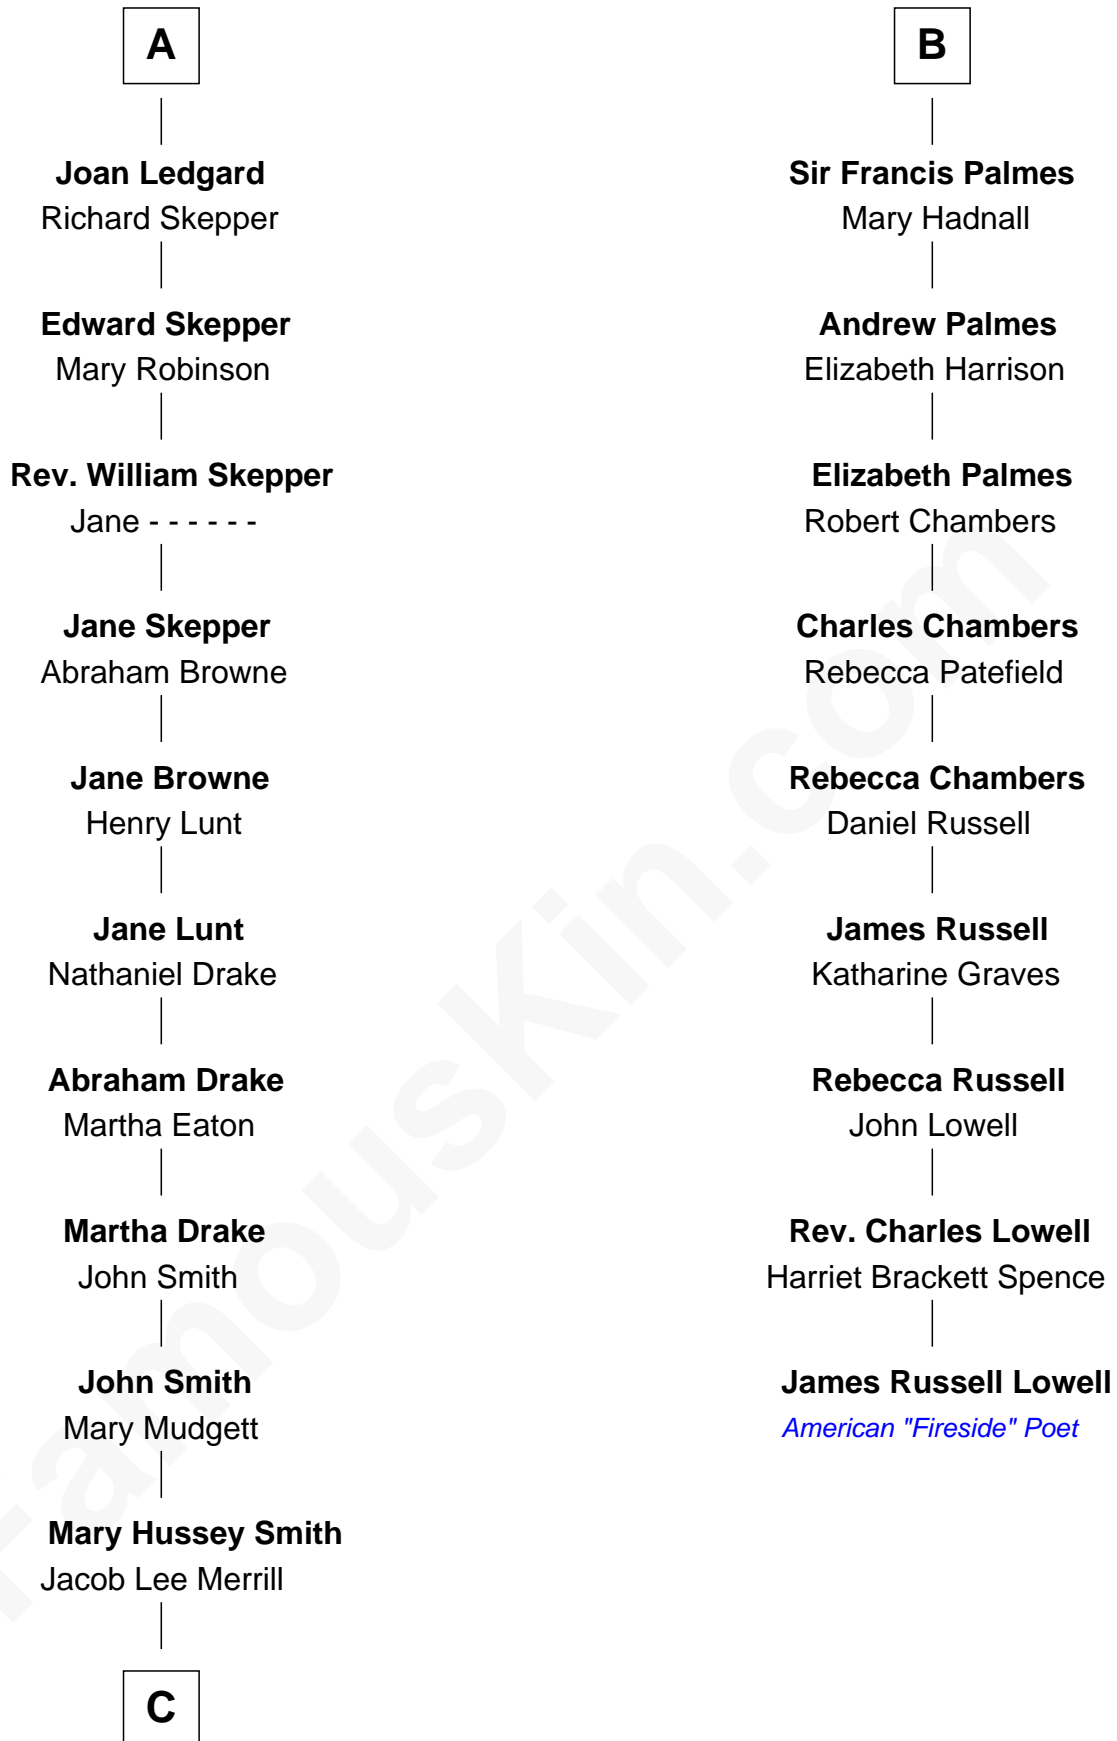 A
Joan Ledgard
Richard Skepper
Edward Skepper
Mary Robinson
Rev. William Skepper
Jane - - - - - -
Jane Skepper
Abraham Browne
Jane Browne
Henry Lunt
Jane Lunt
Nathaniel Drake
Abraham Drake
Martha Eaton
Martha Drake
John Smith
John Smith
Mary Mudgett
Mary Hussey Smith
Jacob Lee Merrill
C
B
Sir Francis Palmes
Mary Hadnall
Andrew Palmes
Elizabeth Harrison
Elizabeth Palmes
Robert Chambers
Charles Chambers
Rebecca Patefield
Rebecca Chambers
Daniel Russell
James Russell
Katharine Graves
Rebecca Russell
John Lowell
Rev. Charles Lowell
Harriet Brackett Spence
James Russell Lowell
American "Fireside" Poet
FamousKin.com